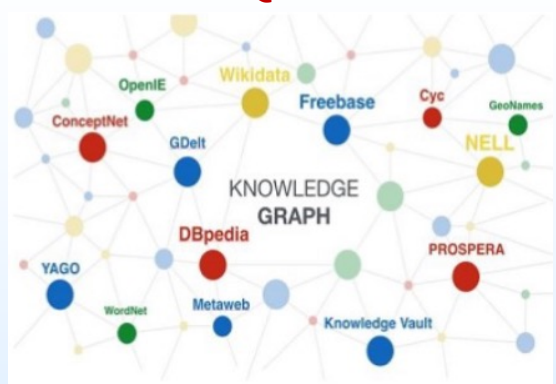 Wikidata
OpenIE
Freebase
Cyc
GeoNames
ConceptNet
GDelt
NELL
KNOWLEDGE
GRAPH
DBpedia
PROSPERA
YAGO
Metaweb
WordNet
Knowledge Vault